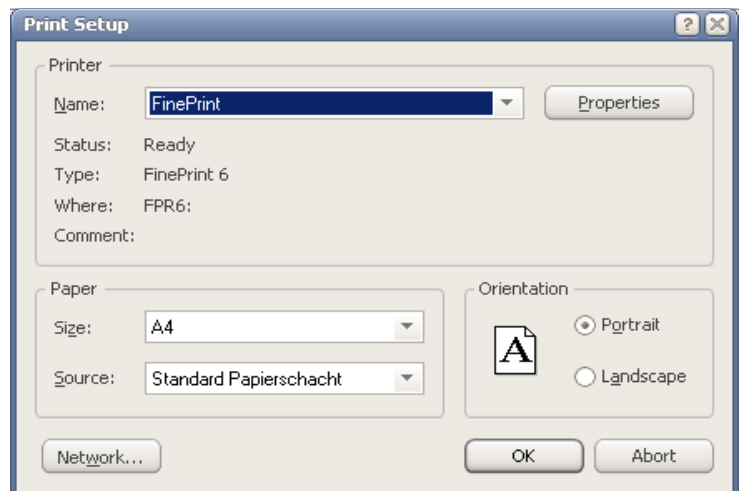 Print Setup
Printer
Name: FinePrint Properties
Status: Ready
Type: FinePrint 6
Where: FPR6:
Comment:
Paper
Size: A4
Source: Standard Papierschacht
Orientation
A
Portrait
Landscape
Network... OK Abort